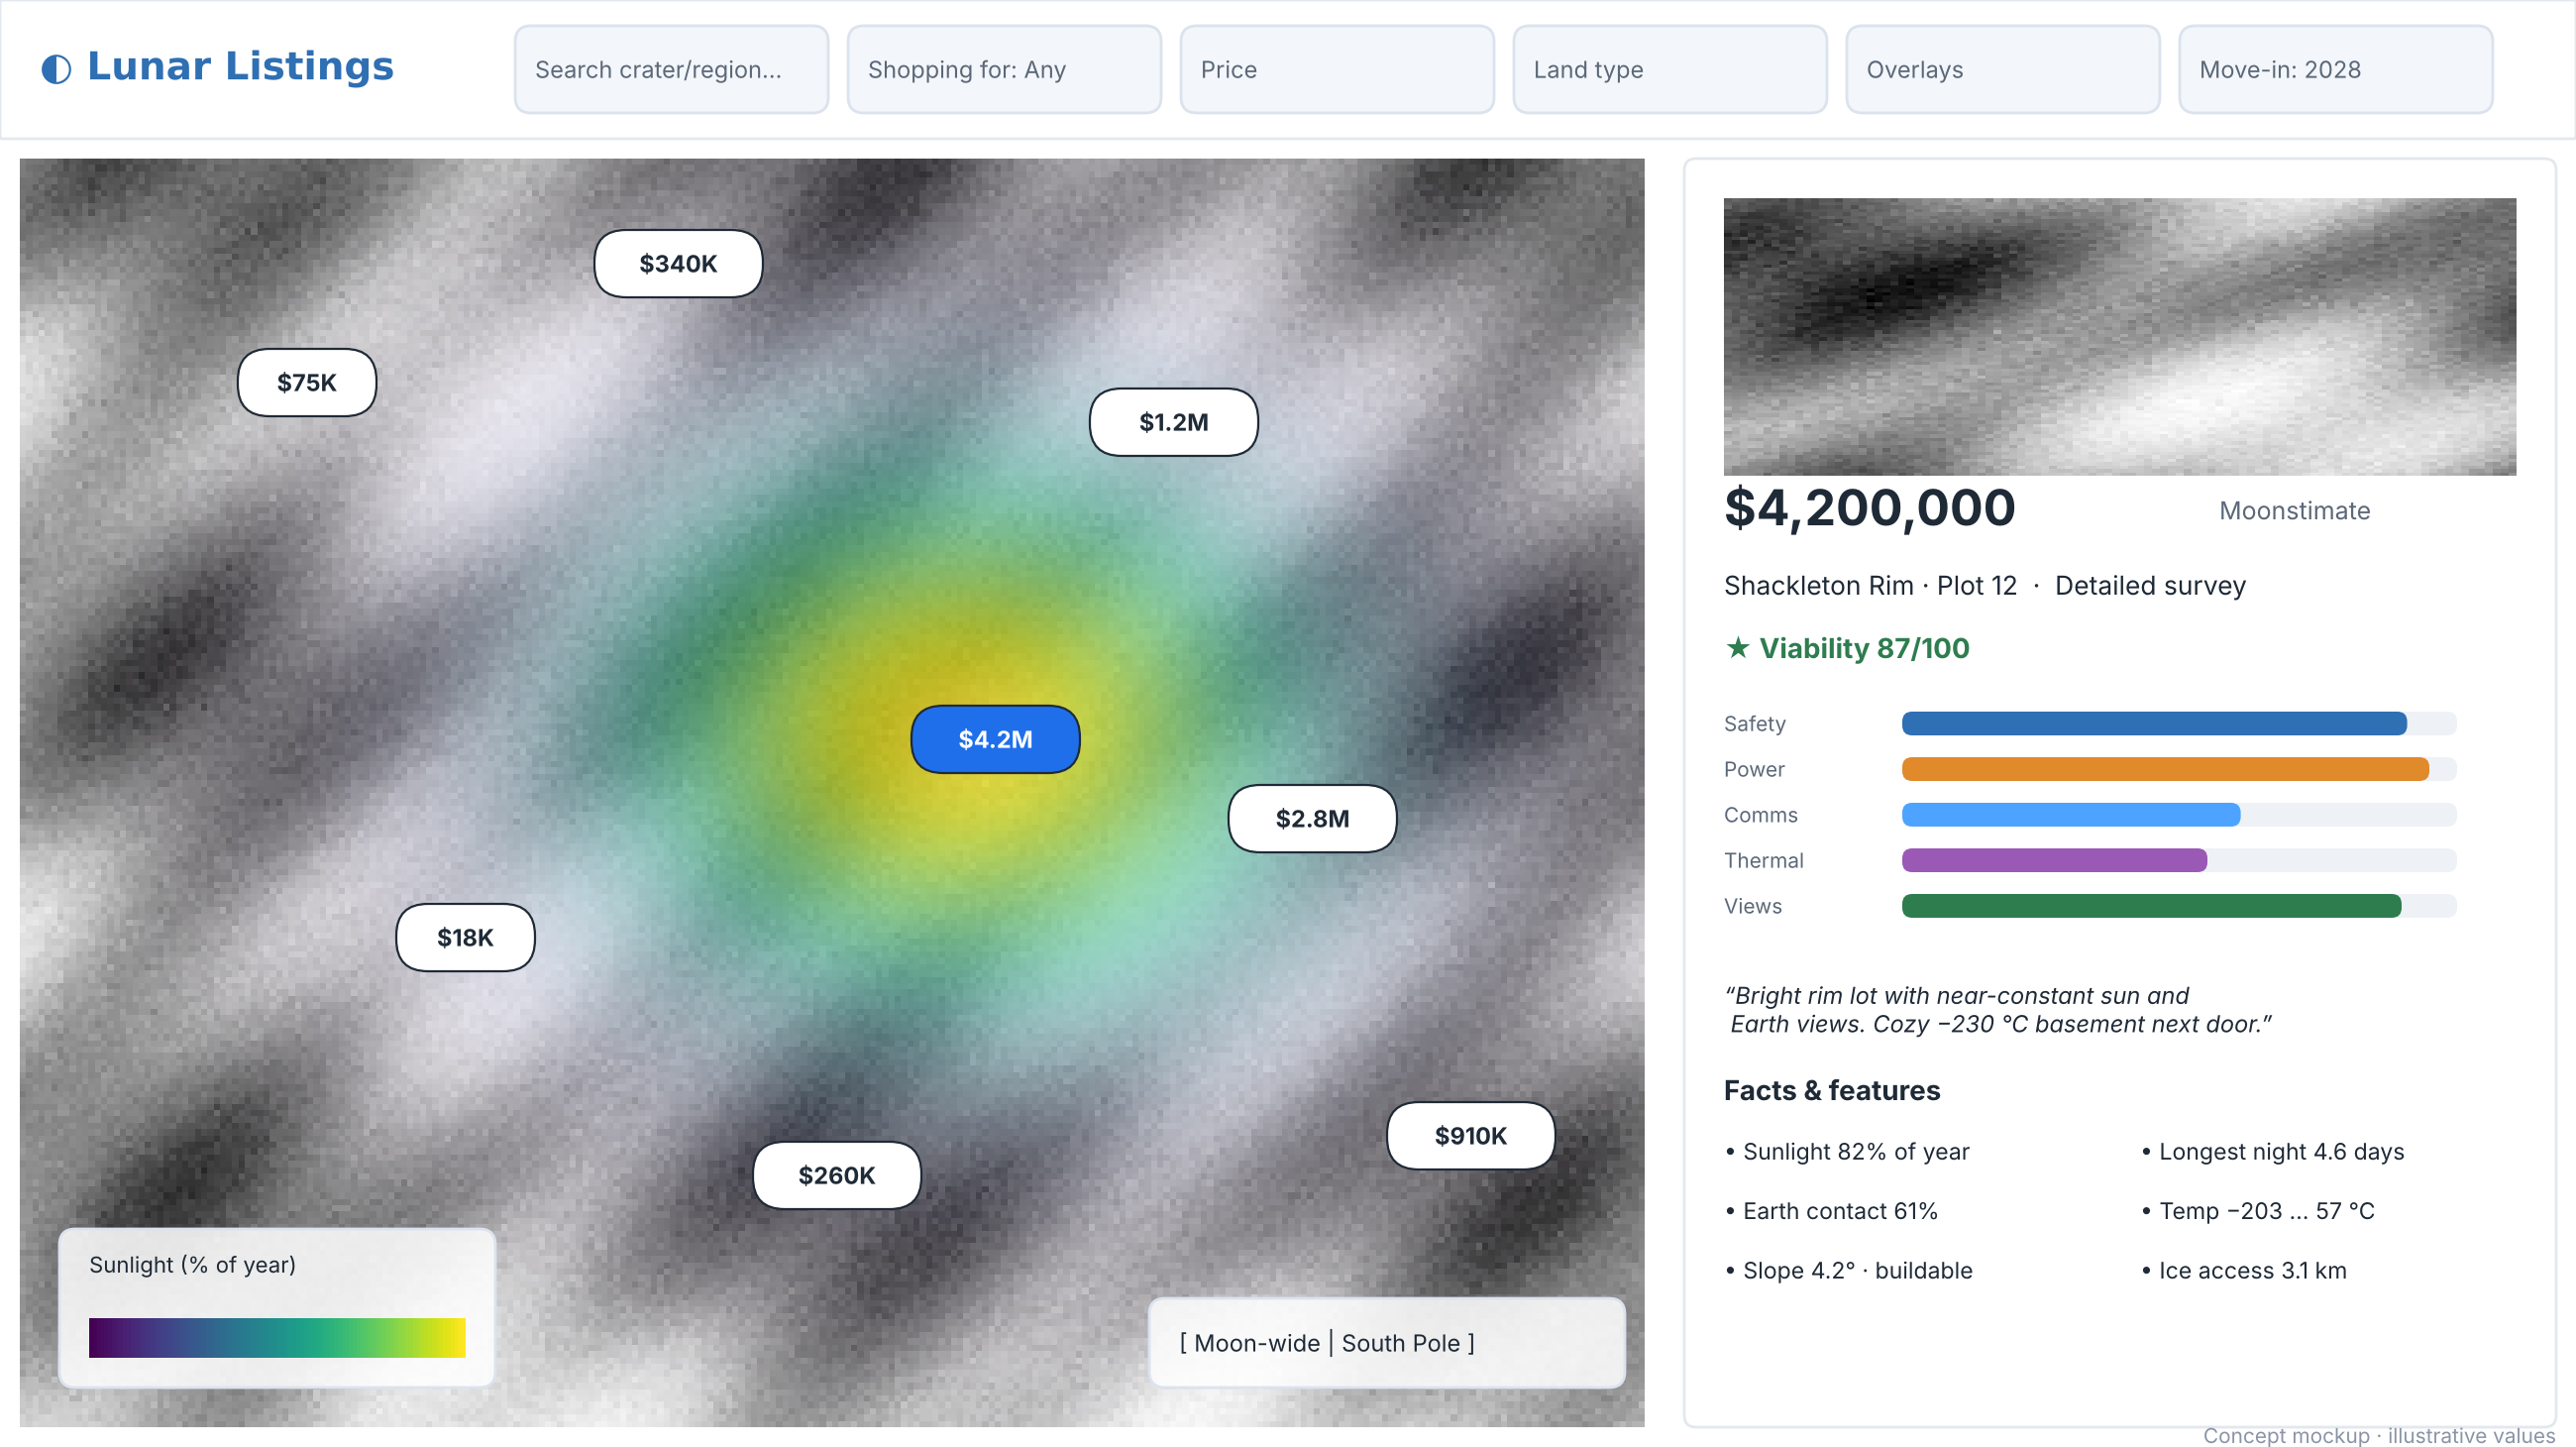 ◐ Lunar Listings
Search crater/region...
Shopping for: Any
Price
Land type
Overlays
Move-in: 2028
$340K
$75K
$1.2M
$4.2M
$2.8M
$18K
$910K
$260K
Sunlight (% of year)
[ Moon-wide | South Pole ]
$4,200,000
Moonstimate
Shackleton Rim · Plot 12 · Detailed survey
★ Viability 87/100
Safety
Power
Comms
Thermal
Views
“Bright rim lot with near-constant sun and
Earth views. Cozy −230 °C basement next door.”
Facts & features
• Sunlight 82% of year
• Longest night 4.6 days
• Earth contact 61%
• Temp −203 ... 57 °C
• Slope 4.2° · buildable
• Ice access 3.1 km
Concept mockup · illustrative values